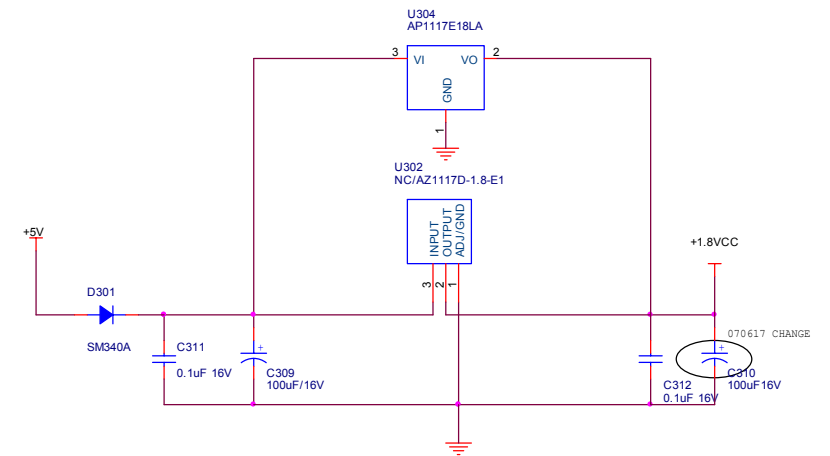 U304
AP1117E18LA
3
VI
VO
2
GND
1
U302
NC/AZ1117D-1.8-E1
INPUT
OUTPUT
ADJ/GND
3
2
1
+5V
+1.8VCC
D301
SM340A
C311
0.1uF 16V
+
C309
100uF/16V
070617 CHANGE
+
C310
100uF16V
C312
0.1uF 16V